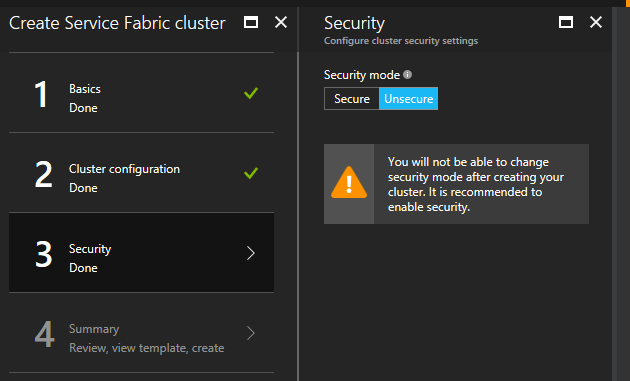 Create Service Fabric cluster
1
Basics
Done
2
Cluster configuration
Done
3
Security
Done
4
Summary
Review, view template, create
Security
Configure cluster security settings
Security mode
Secure Unsecure
You will not be able to change
security mode after creating your
cluster. It is recommended to
enable security.